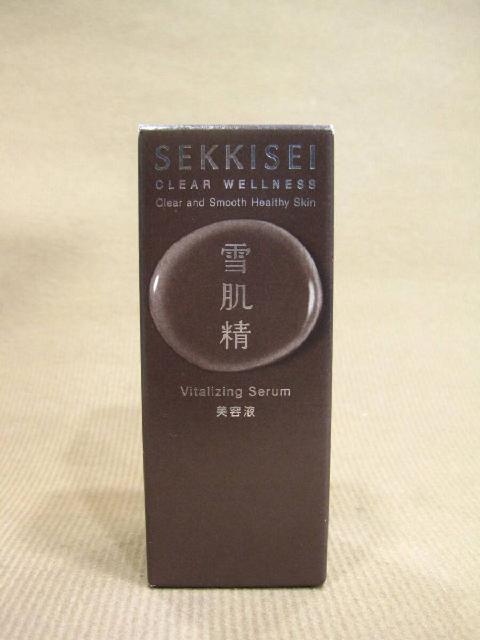 SEKKISEI
CLEAR WELLNESS
Clear and Smooth Healthy Skin
雪
肌
精
Vitalizing Serum
美容液